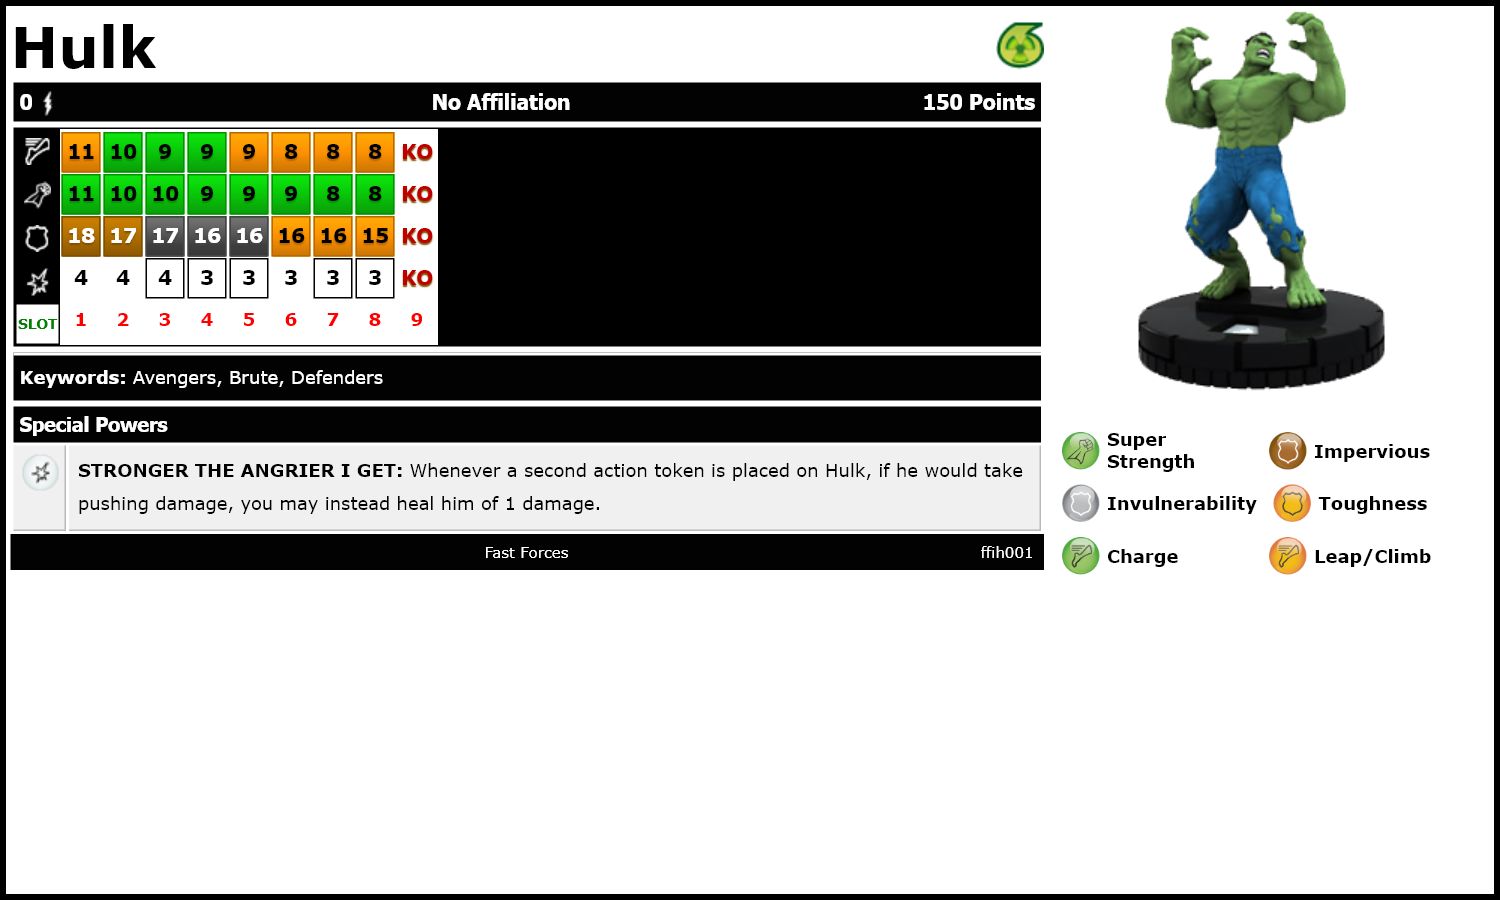 Hulk
0 No Affiliation 150 Points
11 10 9 9 9 8 8 8 KO
11 10 10 9 9 9 8 8 KO
18 17 17 16 16 16 16 15 KO
4 4 4 3 3 3 3 3 KO
SLOT 1 2 3 4 5 6 7 8 9
Keywords: Avengers, Brute, Defenders
Special Powers
STRONGER THE ANGRIER I GET: Whenever a second action token is placed on Hulk, if he would take
pushing damage, you may instead heal him of 1 damage.
Fast Forces ffih001
Super
Strength
Impervious
Invulnerability
Toughness
Charge
Leap/Climb